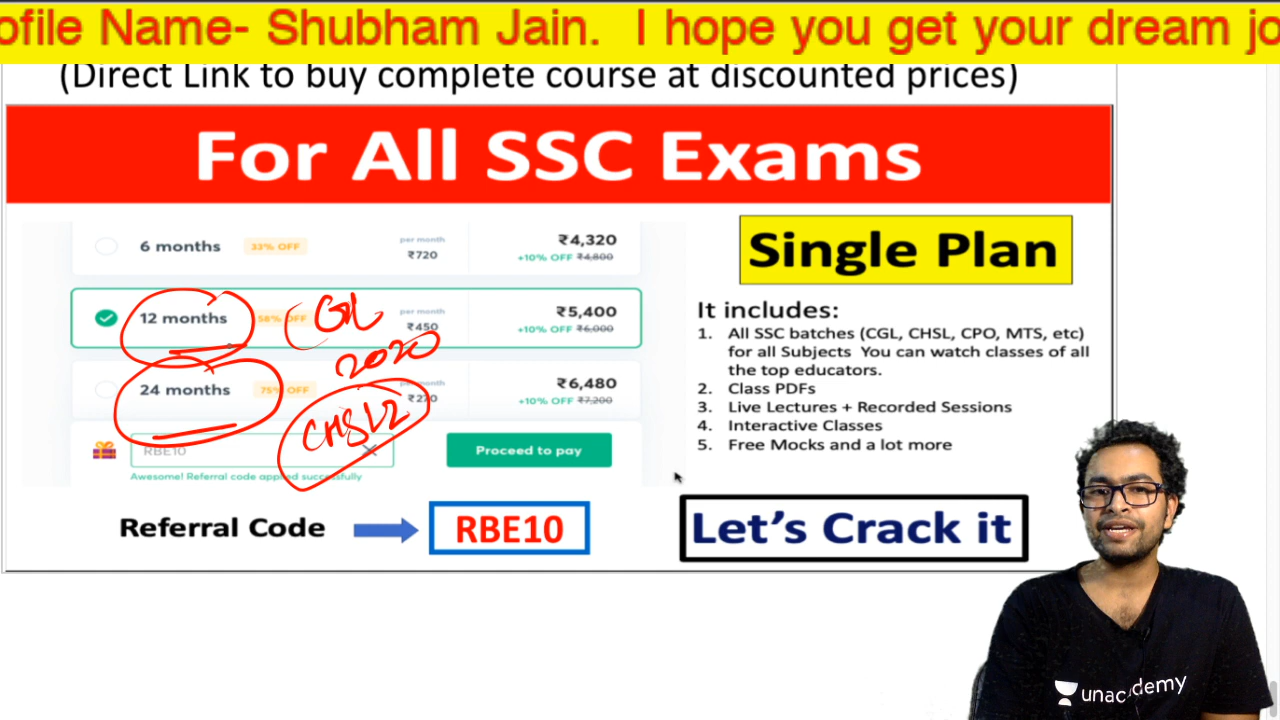 ofile Name- Shubham Jain. I hope you get your dream jo
(Direct Link to buy complete course at discounted prices)
For All SSC Exams
6 months 33% OFF per month ₹720 ₹4,320 +10% OFF ₹4,800
12 months 58% OFF per month ₹450 ₹5,400 +10% OFF ₹6,000
CGL
2020
24 months 75% OFF month ₹270 ₹6,480 +10% OFF ₹7,200
RBE10
Proceed to pay
Awesome! Referral code applied successfully
Referral Code
RBE10
Single Plan
It includes:
1. All SSC batches (CGL, CHSL, CPO, MTS, etc)
for all Subjects You can watch classes of all
the top educators.
2. Class PDFs
3. Live Lectures + Recorded Sessions
4. Interactive Classes
5. Free Mocks and a lot more
Let's Crack it
unacademy